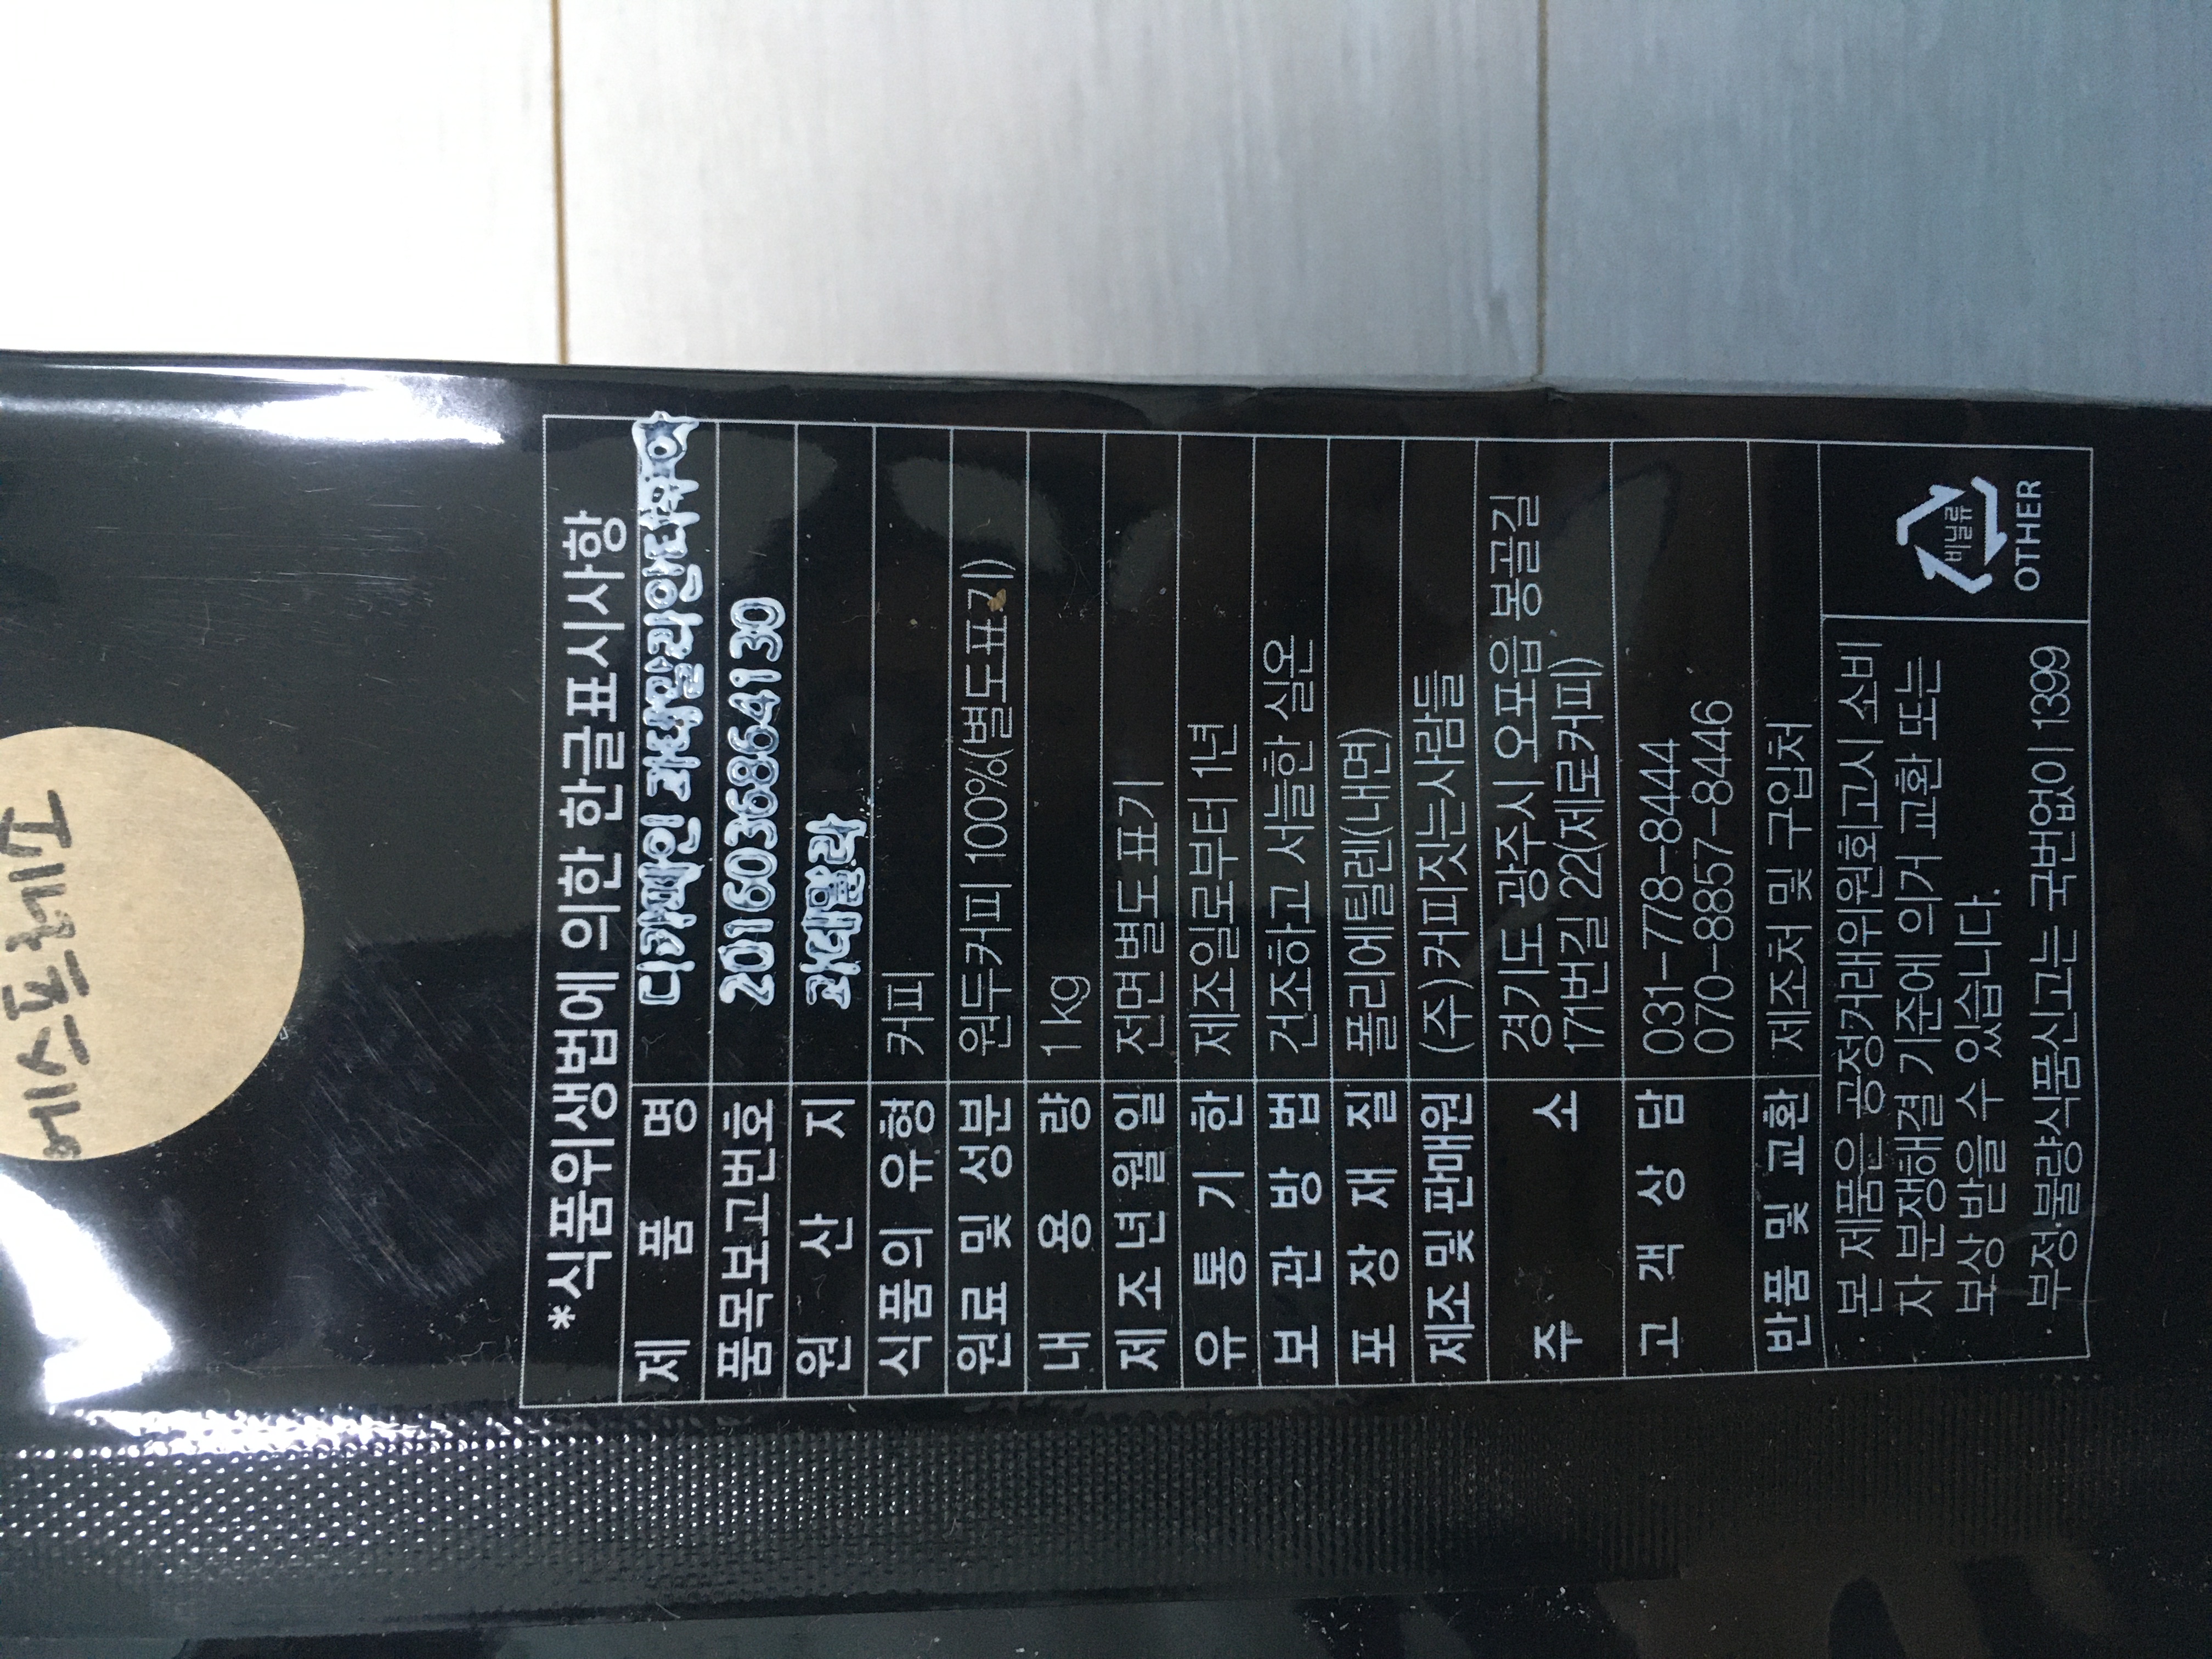 에스프레소
*식품위생법에 의한 한글표시사항
제 품 명 디카페인 과테말라안티구아
품목보고번호 2016036864130
원 산 지 과테말라
식품의 유형 커피
원료 및 성분 원두커피 100%(별도표기)
내 용 량 1kg
제 조 년 월 일 전면별도표기
유 통 기 한 제조일로부터 1년
보 관 방 법 건조하고 서늘한 실온
포 장 재 질 폴리에틸렌(내면)
제조 및 판매원 (주)커피짓는사람들
주 소 경기도 광주시 오포읍 봉골길
171번길 22(제로커피)
고 객 상 담 031-778-8444
070-8857-8446
반품 및 교환 제조처 및 구입처
· 본 제품은 공정거래위원회고시 소비
자 분쟁해결 기준에 의거 교환 또는
보상 받을 수 있습니다.
· 부정·불량식품신고는 국번없이 1399
비닐류
OTHER